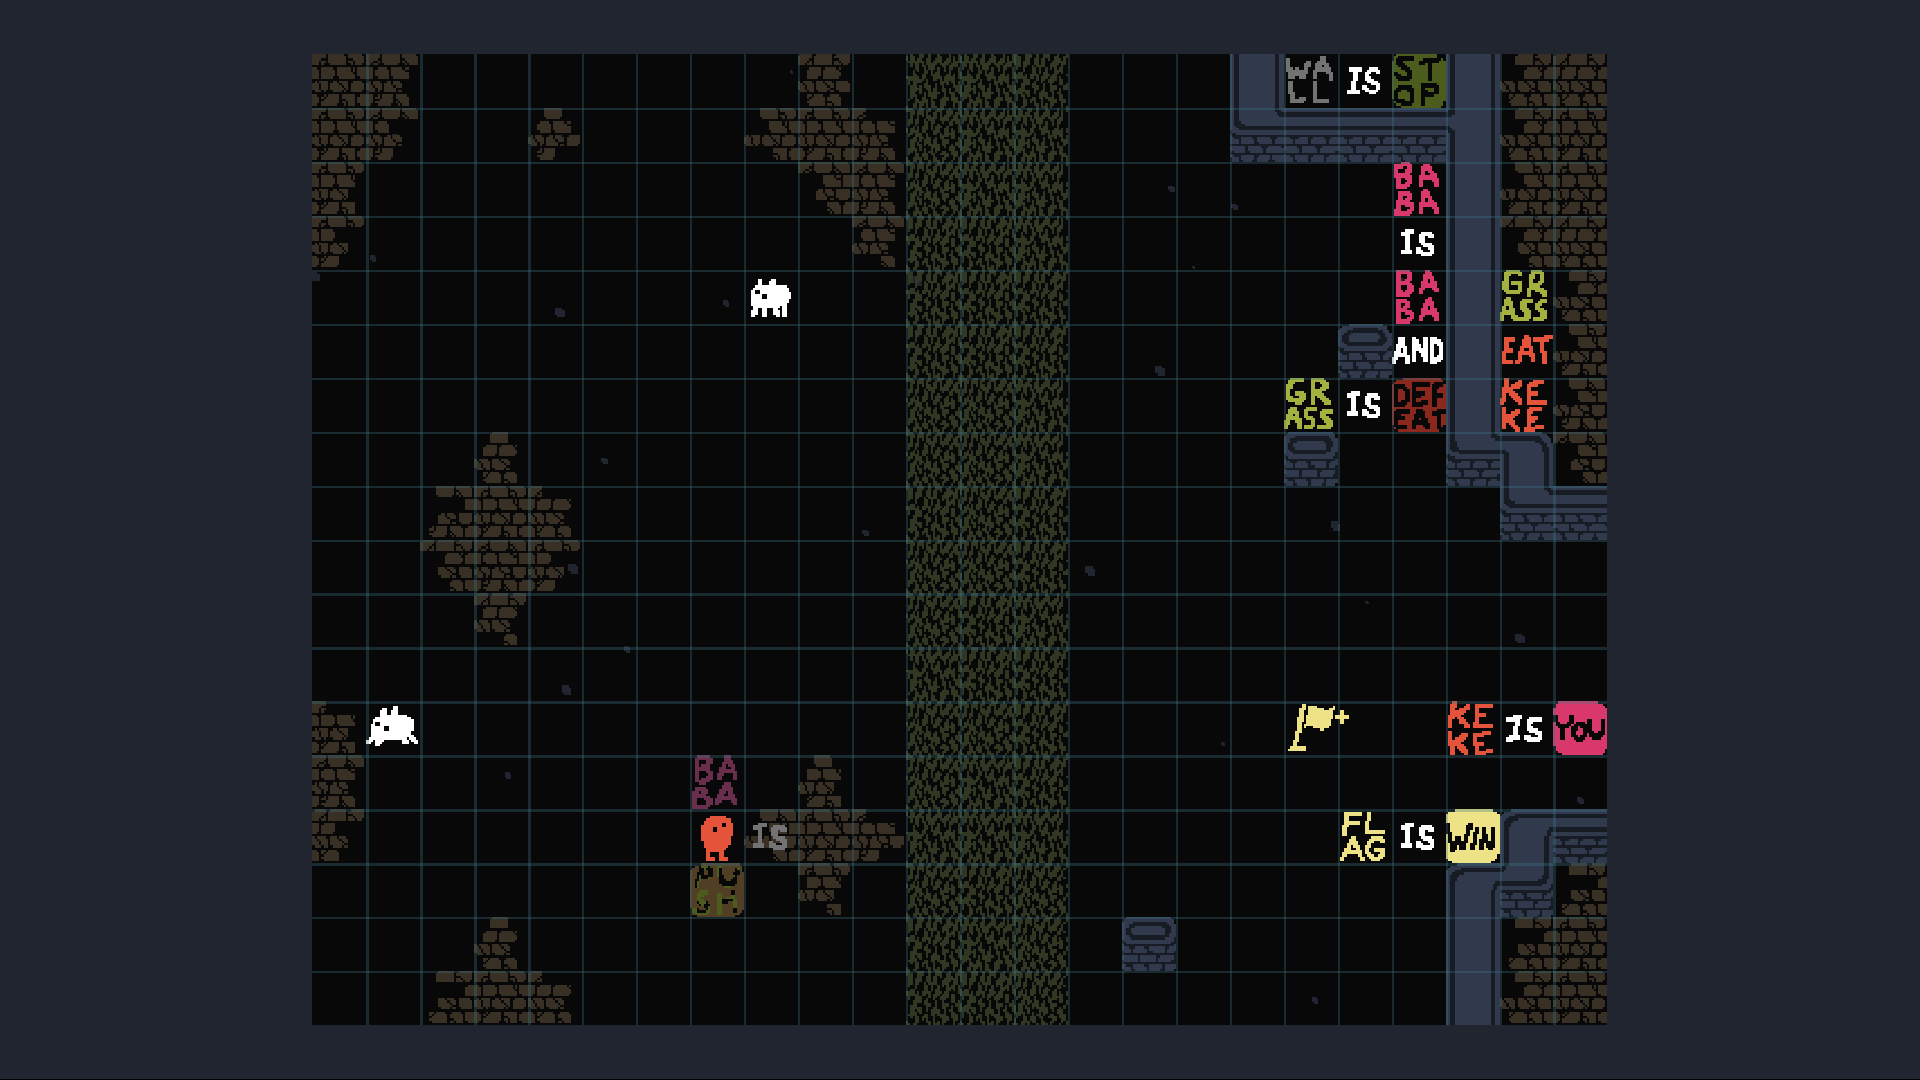 WALL IS STOP
BABA
IS
BABA
GRASS
AND
EAT
GRASS IS DEFEAT
KEKE
KEKE IS YOU
BABA
IS
FLAG IS WIN
PUSH